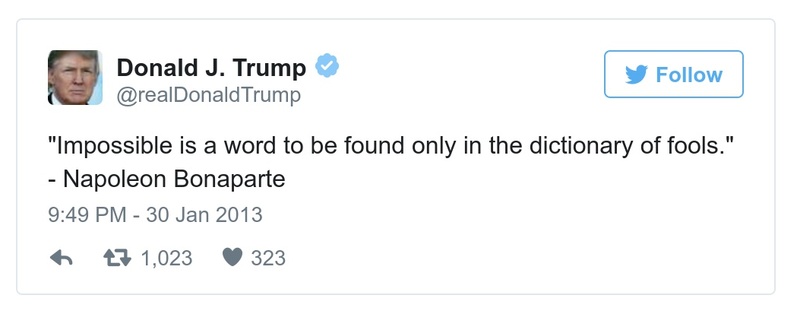 Donald J. Trump
@realDonaldTrump
Follow
"Impossible is a word to be found only in the dictionary of fools."
- Napoleon Bonaparte
9:49 PM - 30 Jan 2013
1,023 323